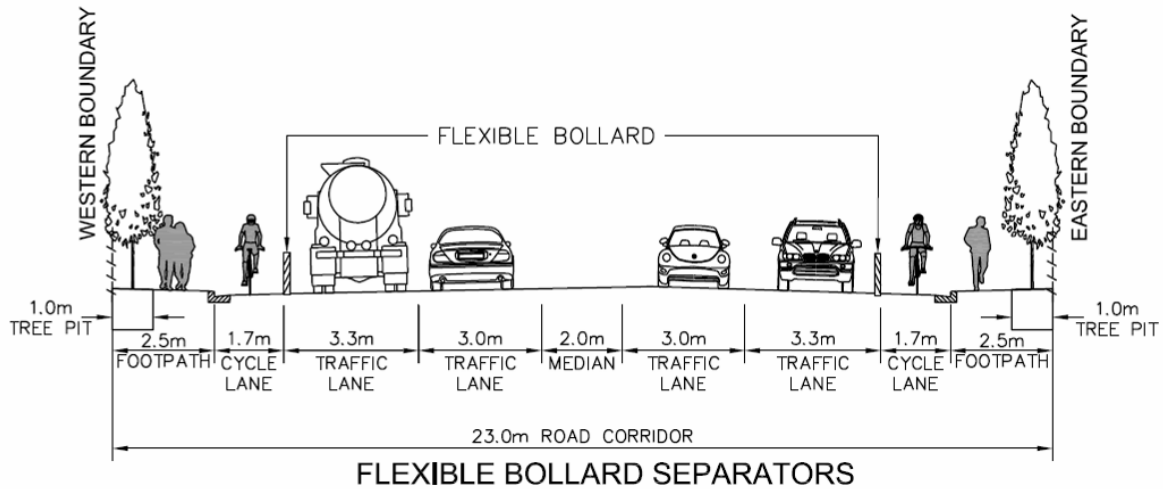 WESTERN BOUNDARY
EASTERN BOUNDARY
FLEXIBLE BOLLARD
1.0m
TREE PIT
1.0m
TREE PIT
2.5m
FOOTPATH
1.7m
CYCLE
LANE
3.3m
TRAFFIC
LANE
3.0m
TRAFFIC
LANE
2.0m
MEDIAN
3.0m
TRAFFIC
LANE
3.3m
TRAFFIC
LANE
1.7m
CYCLE
LANE
2.5m
FOOTPATH
23.0m ROAD CORRIDOR
FLEXIBLE BOLLARD SEPARATORS